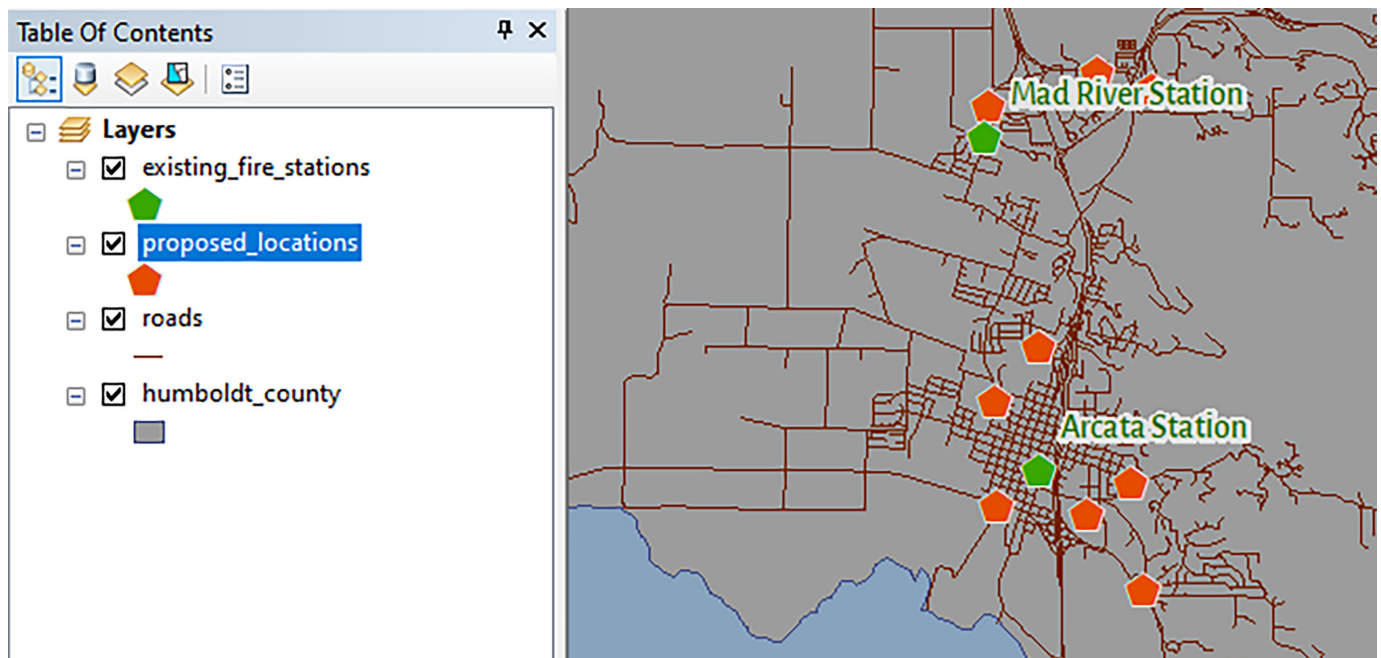 Table Of Contents
Layers
existing_fire_stations
proposed_locations
roads
humboldt_county
Mad River Station
Arcata Station